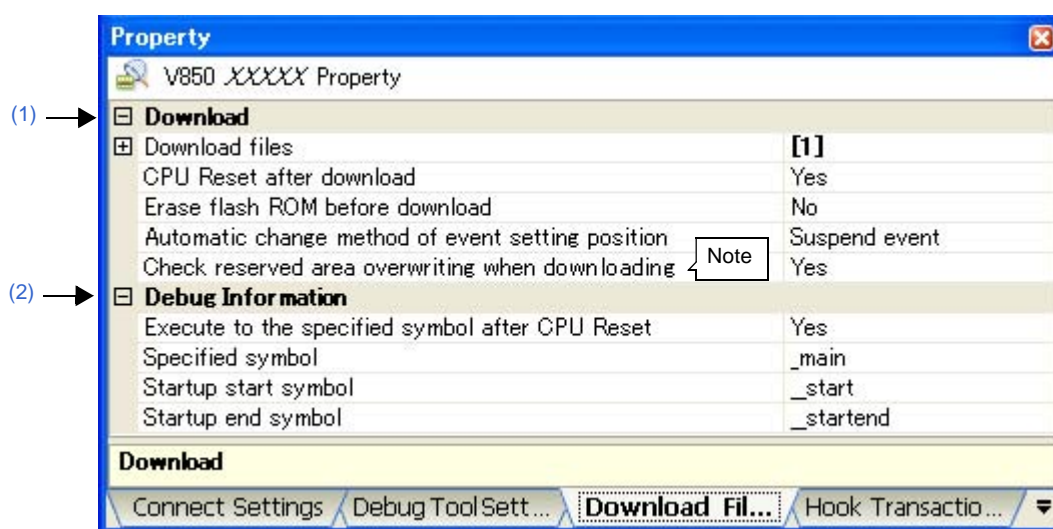 Property
V850 XXXXX Property
(1)
Download
Download files [1]
CPU Reset after download Yes
Erase flash ROM before download No
Automatic change method of event setting position Suspend event
Check reserved area overwriting when downloading Note Yes
(2)
Debug Information
Execute to the specified symbol after CPU Reset Yes
Specified symbol _main
Startup start symbol __start
Startup end symbol __startend
Download
Connect Settings Debug Tool Sett... Download Fil... Hook Transactio...